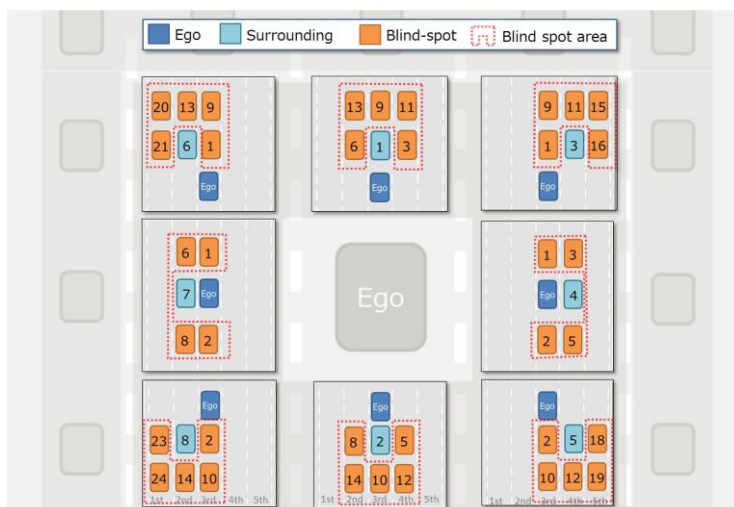 Ego Surrounding Blind-spot Blind spot area
20 13 9
21 6 1
Ego
13 9 11
6 1 3
Ego
9 11 15
1 3 16
Ego
6 1
7 Ego
8 2
Ego
1 3
Ego 4
2 5
Ego
23 8 2
24 14 10
1st 2nd 3rd 4th 5th
Ego
8 2 5
14 10 12
1st 2nd 3rd 4th 5th
Ego
2 5 18
10 12 19
1st 2nd 3rd 4th 5th